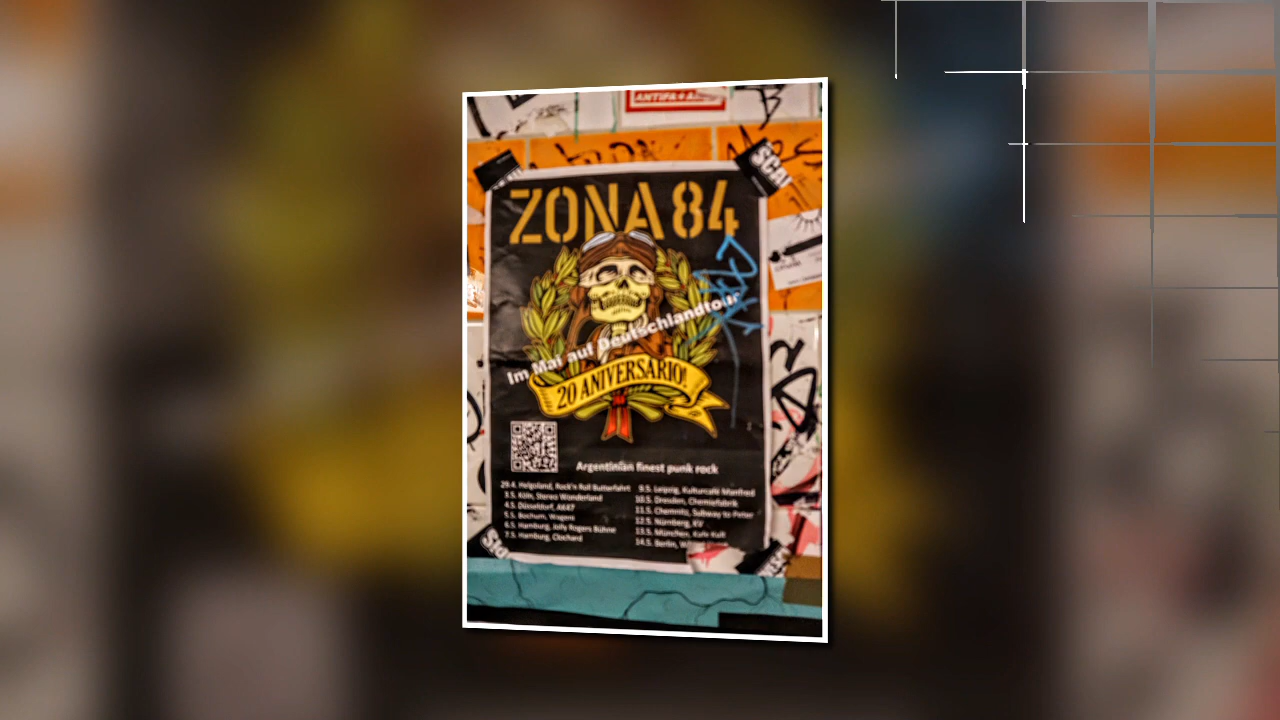 ZONA 84
Im Mai auf Deutschlandtour
20 ANIVERSARIO!
Argentinian finest punk rock
29.4. Helgoland, Rock'n Roll Butterfahrt
3.5. Köln, Stereo Wonderland
4.5. Düsseldorf, AK47
5.5. Bochum, Wageni
6.5. Hamburg, Jolly Rogers Bühne
7.5. Hamburg, Clochard
9.5. Leipzig, Kulturcafé Manfred
10.5. Dresden, Chemiefabrik
11.5. Chemnitz, Subway to Peter
12.5. Nürnberg, KV
13.5. München, Kafe Kult
14.5. Berlin,